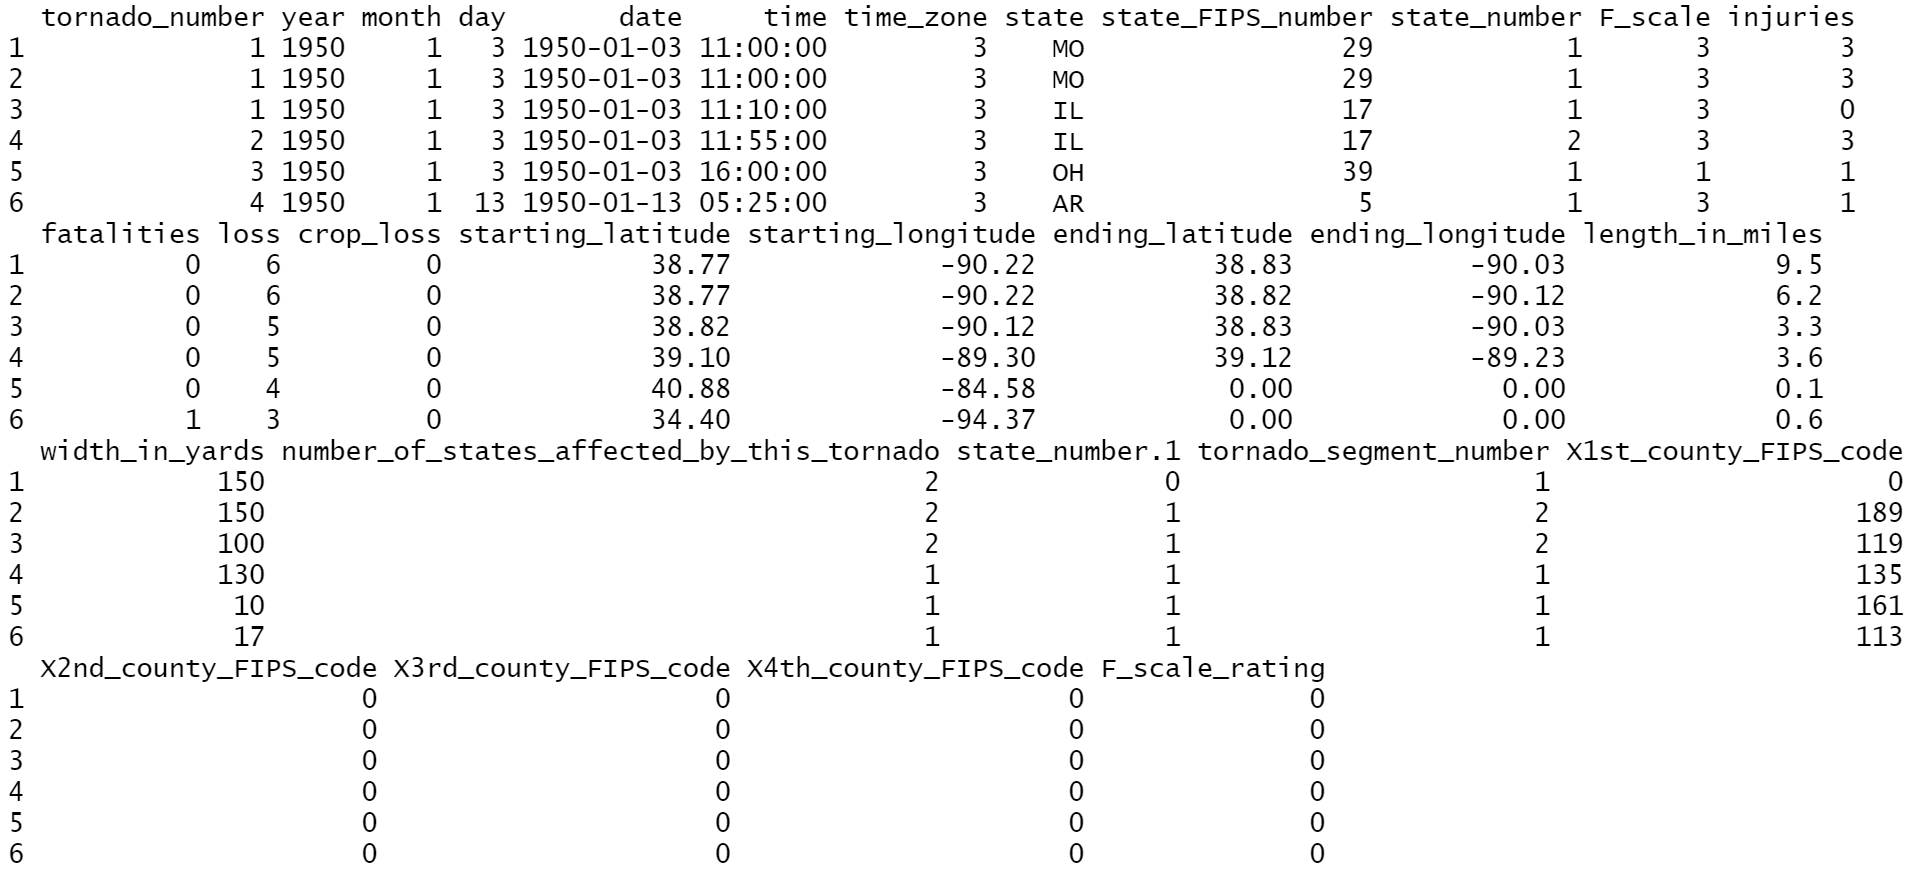 tornado_number year month day date time time_zone state state_FIPS_number state_number F_scale injuries
1 1 1950 1 3 1950-01-03 11:00:00 3 MO 29 1 3 3
2 1 1950 1 3 1950-01-03 11:00:00 3 MO 29 1 3 3
3 1 1950 1 3 1950-01-03 11:10:00 3 IL 17 1 3 0
4 2 1950 1 3 1950-01-03 11:55:00 3 IL 17 2 3 3
5 3 1950 1 3 1950-01-03 16:00:00 3 OH 39 1 1 1
6 4 1950 1 13 1950-01-13 05:25:00 3 AR 5 1 3 1
fatalities loss crop_loss starting_latitude starting_longitude ending_latitude ending_longitude length_in_miles
1 0 6 0 38.77 -90.22 38.83 -90.03 9.5
2 0 6 0 38.77 -90.22 38.82 -90.12 6.2
3 0 5 0 38.82 -90.12 38.83 -90.03 3.3
4 0 5 0 39.10 -89.30 39.12 -89.23 3.6
5 0 4 0 40.88 -84.58 0.00 0.00 0.1
6 1 3 0 34.40 -94.37 0.00 0.00 0.6
width_in_yards number_of_states_affected_by_this_tornado state_number.1 tornado_segment_number X1st_county_FIPS_code
1 150 2 0 1 0
2 150 2 1 2 189
3 100 2 1 2 119
4 130 1 1 1 135
5 10 1 1 1 161
6 17 1 1 1 113
X2nd_county_FIPS_code X3rd_county_FIPS_code X4th_county_FIPS_code F_scale_rating
1 0 0 0 0
2 0 0 0 0
3 0 0 0 0
4 0 0 0 0
5 0 0 0 0
6 0 0 0 0